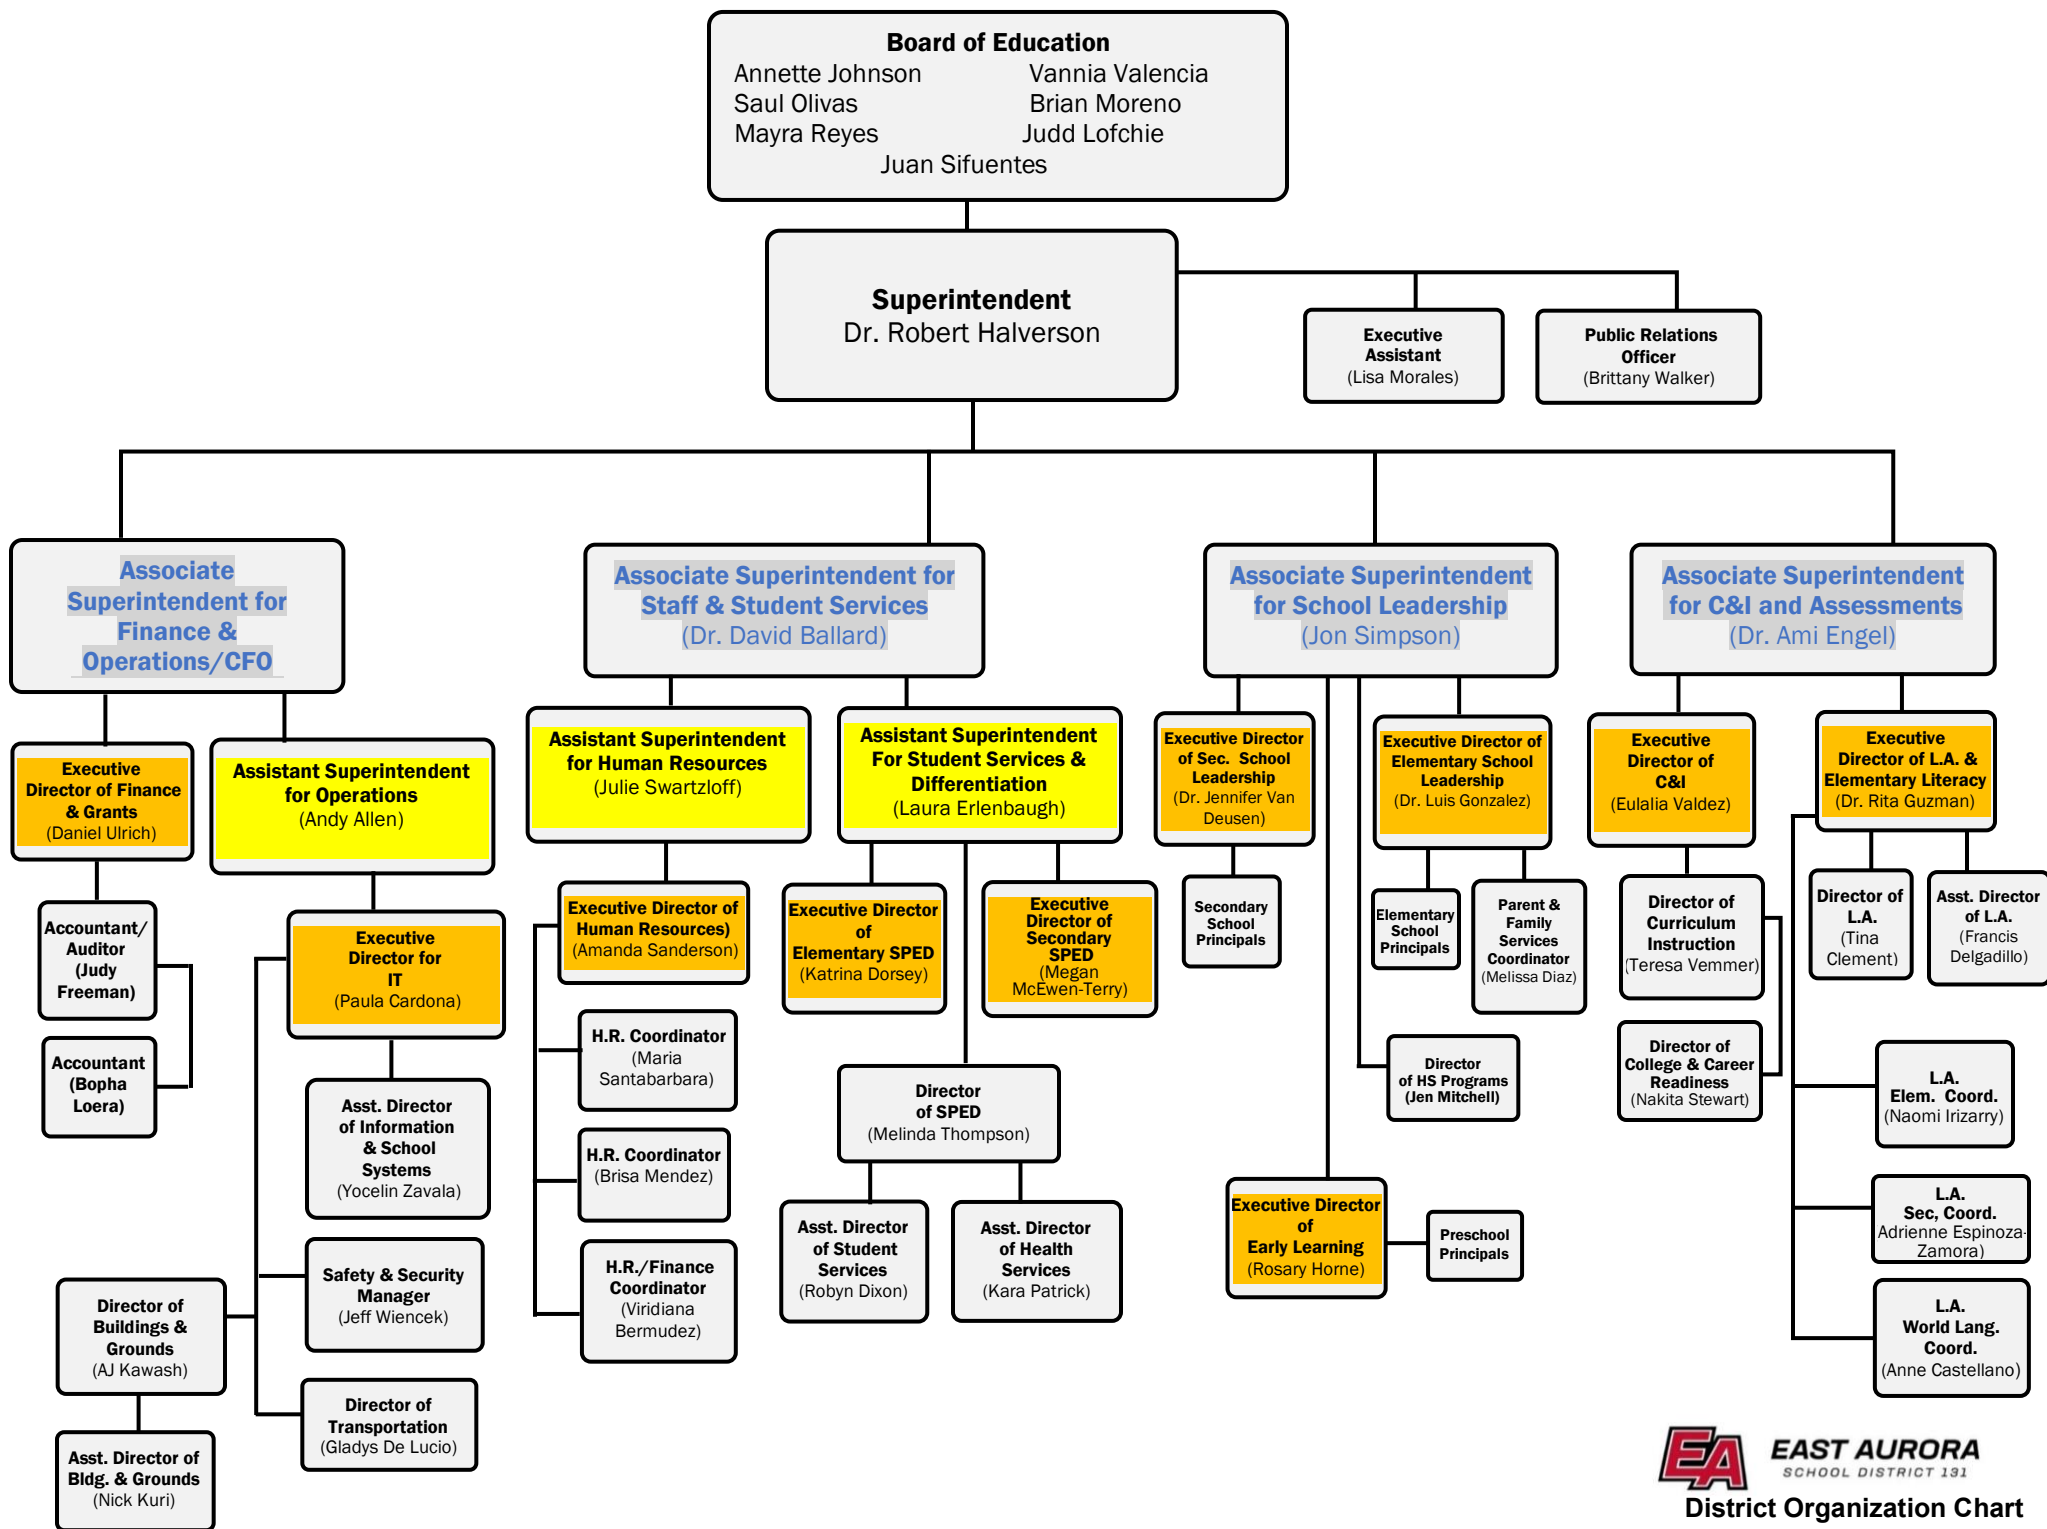 Board of Education
Annette Johnson
Vannia Valencia
Saul Olivas
Brian Moreno
Mayra Reyes
Judd Lofchie
Juan Sifuentes
Superintendent
Dr. Robert Halverson
Executive
Assistant
(Lisa Morales)
Public Relations
Officer
(Brittany Walker)
Associate
Superintendent for
Finance &
Operations/CFO
Associate Superintendent for
Staff & Student Services
(Dr. David Ballard)
Associate Superintendent
for School Leadership
(Jon Simpson)
Associate Superintendent
for C&I and Assessments
(Dr. Ami Engel)
Executive
Director of Finance
& Grants
(Daniel Ulrich)
Assistant Superintendent
for Operations
(Andy Allen)
Assistant Superintendent
for Human Resources
(Julie Swartzloff)
Assistant Superintendent
For Student Services &
Differentiation
(Laura Erlenbaugh)
Executive Director
of Sec. School
Leadership
(Dr. Jennifer Van
Deusen)
Executive Director of
Elementary School
Leadership
(Dr. Luis Gonzalez)
Executive
Director of
C&I
(Eulalia Valdez)
Executive
Director of L.A. &
Elementary Literacy
(Dr. Rita Guzman)
Accountant/
Auditor
(Judy
Freeman)
Accountant
(Bopha
Loera)
Executive
Director for
IT
(Paula Cardona)
Asst. Director
of Information
& School
Systems
(Yocelin Zavala)
Safety & Security
Manager
(Jeff Wiencek)
Director of
Buildings &
Grounds
(AJ Kawash)
Director of
Transportation
(Gladys De Lucio)
Asst. Director of
Bldg. & Grounds
(Nick Kuri)
Executive Director of
Human Resources)
(Amanda Sanderson)
H.R. Coordinator
(Maria
Santabarbara)
H.R. Coordinator
(Brisa Mendez)
H.R./Finance
Coordinator
(Viridiana
Bermudez)
Executive Director
of
Elementary SPED
(Katrina Dorsey)
Executive
Director of
Secondary
SPED
(Megan
McEwen-Terry)
Director
of SPED
(Melinda Thompson)
Asst. Director
of Student
Services
(Robyn Dixon)
Asst. Director
of Health
Services
(Kara Patrick)
Secondary
School
Principals
Elementary
School
Principals
Parent &
Family
Services
Coordinator
(Melissa Diaz)
Director
of HS Programs
(Jen Mitchell)
Executive Director
of
Early Learning
(Rosary Horne)
Preschool
Principals
Director of
Curriculum
Instruction
(Teresa Vemmer)
Director of
College & Career
Readiness
(Nakita Stewart)
Director of
L.A.
(Tina
Clement)
Asst. Director
of L.A.
(Francis
Delgadillo)
L.A.
Elem. Coord.
(Naomi Irizarry)
L.A.
Sec, Coord.
Adrienne Espinoza-
Zamora)
L.A.
World Lang.
Coord.
(Anne Castellano)
EA
EAST AURORA
SCHOOL DISTRICT 131
District Organization Chart